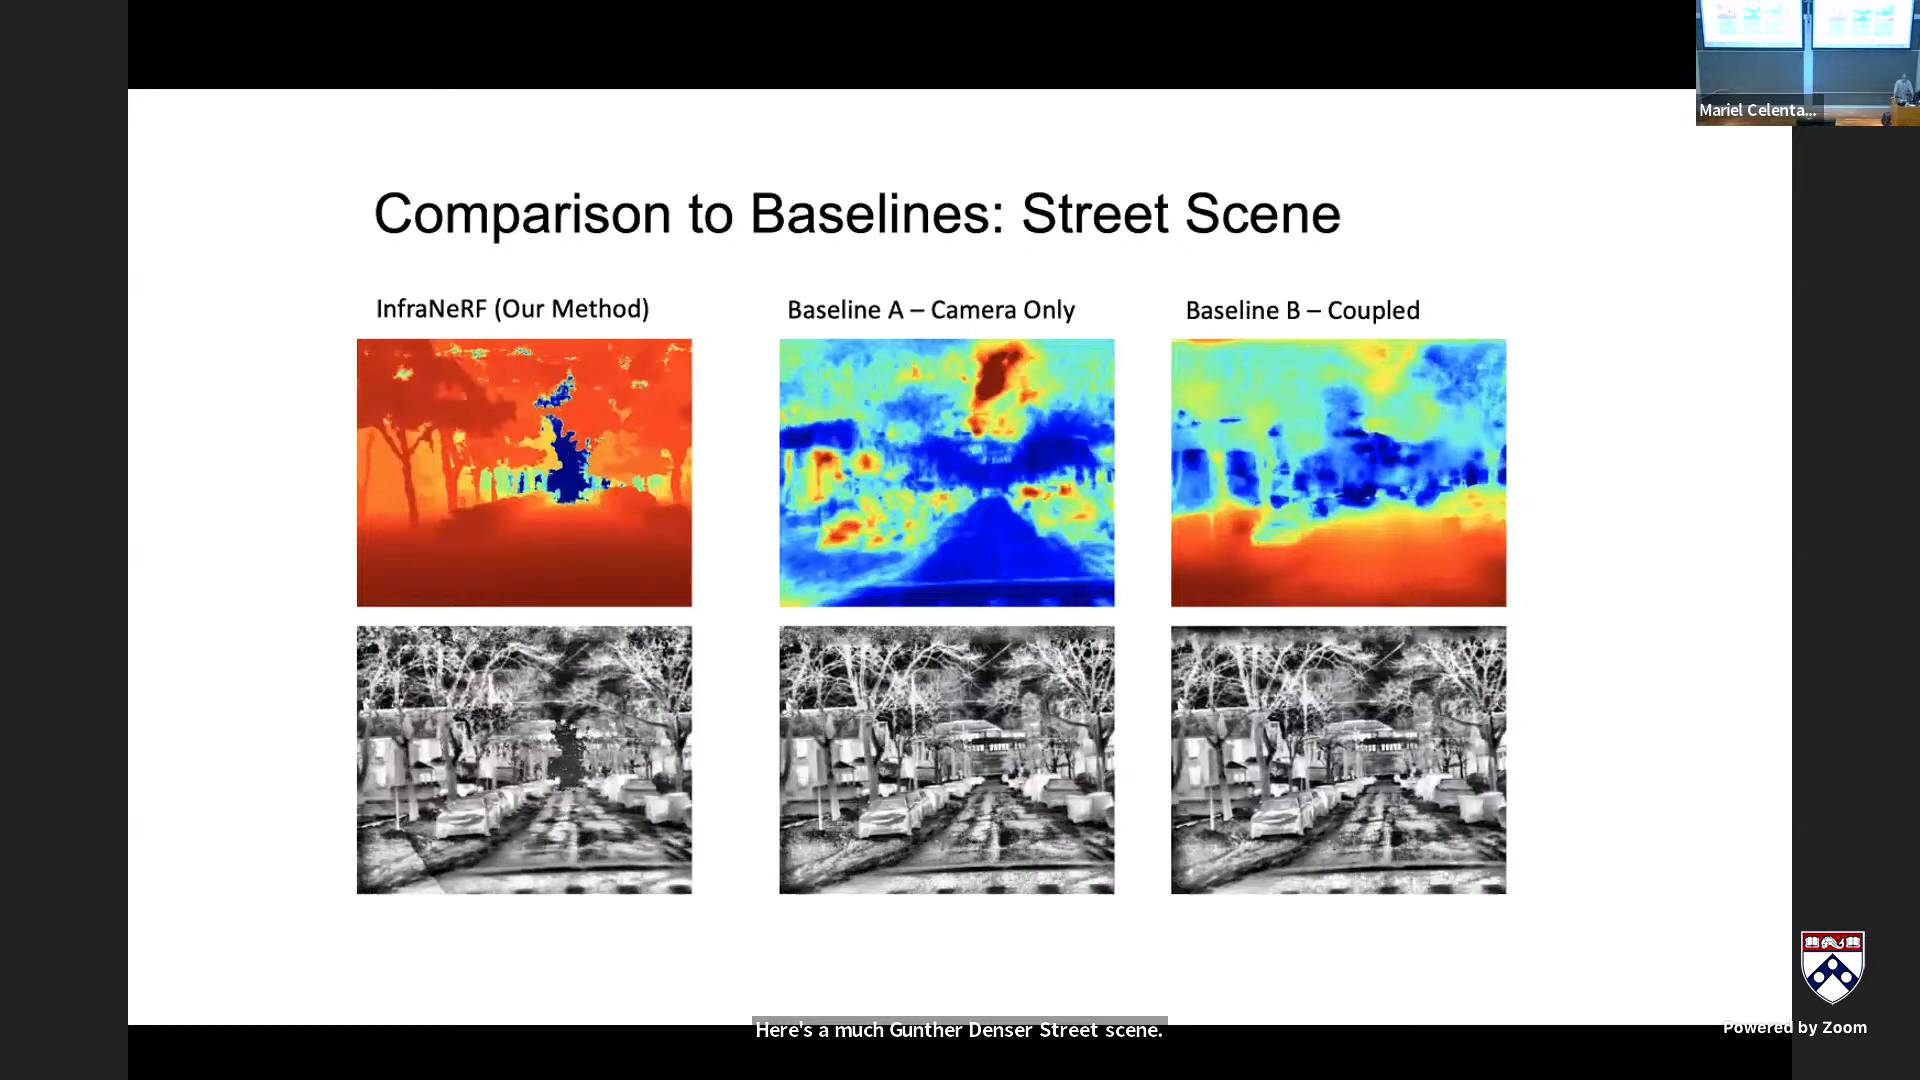 Mariel Celenta...
Comparison to Baselines: Street Scene
InfraNeRF (Our Method)
Baseline A – Camera Only
Baseline B – Coupled
Here's a much Gunther Denser Street scene.
Powered by Zoom